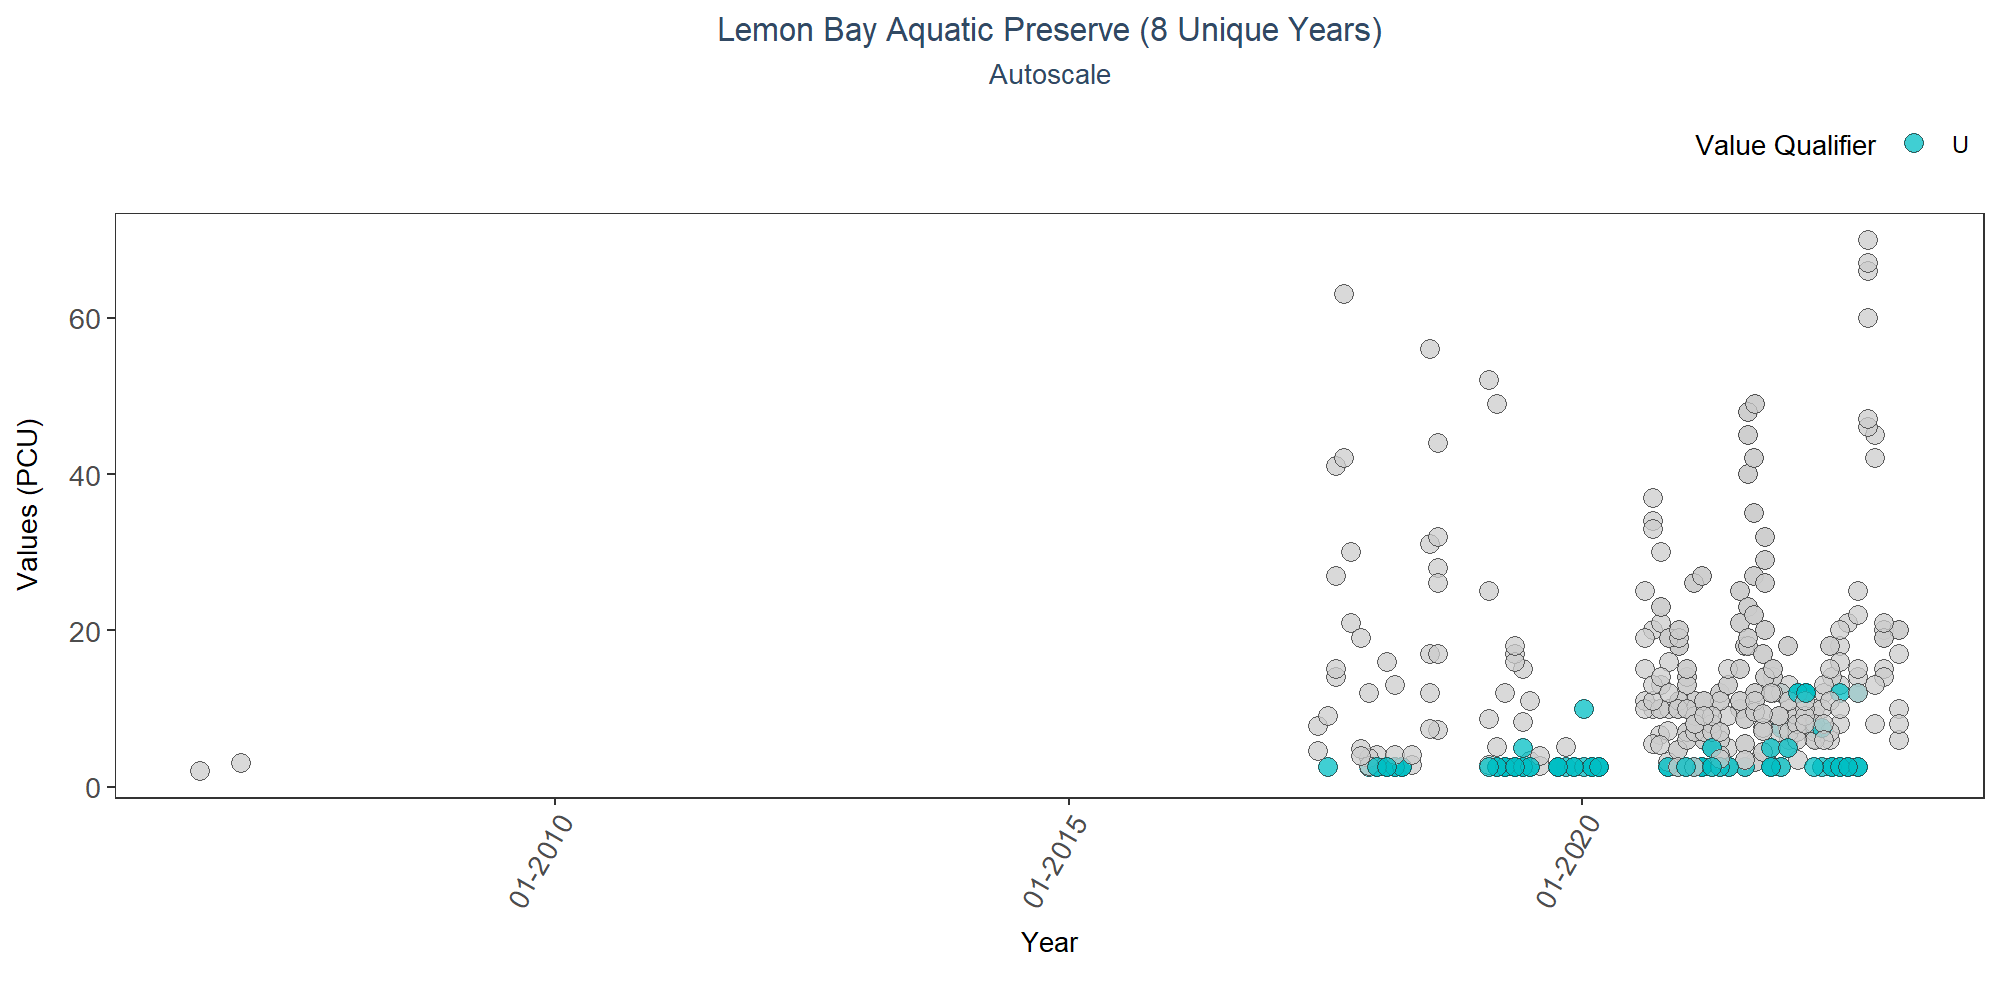 Lemon Bay Aquatic Preserve (8 Unique Years)
Autoscale
Value Qualifier U
Values (PCU)
60
40
20
0
01-2010
01-2015
01-2020
Year